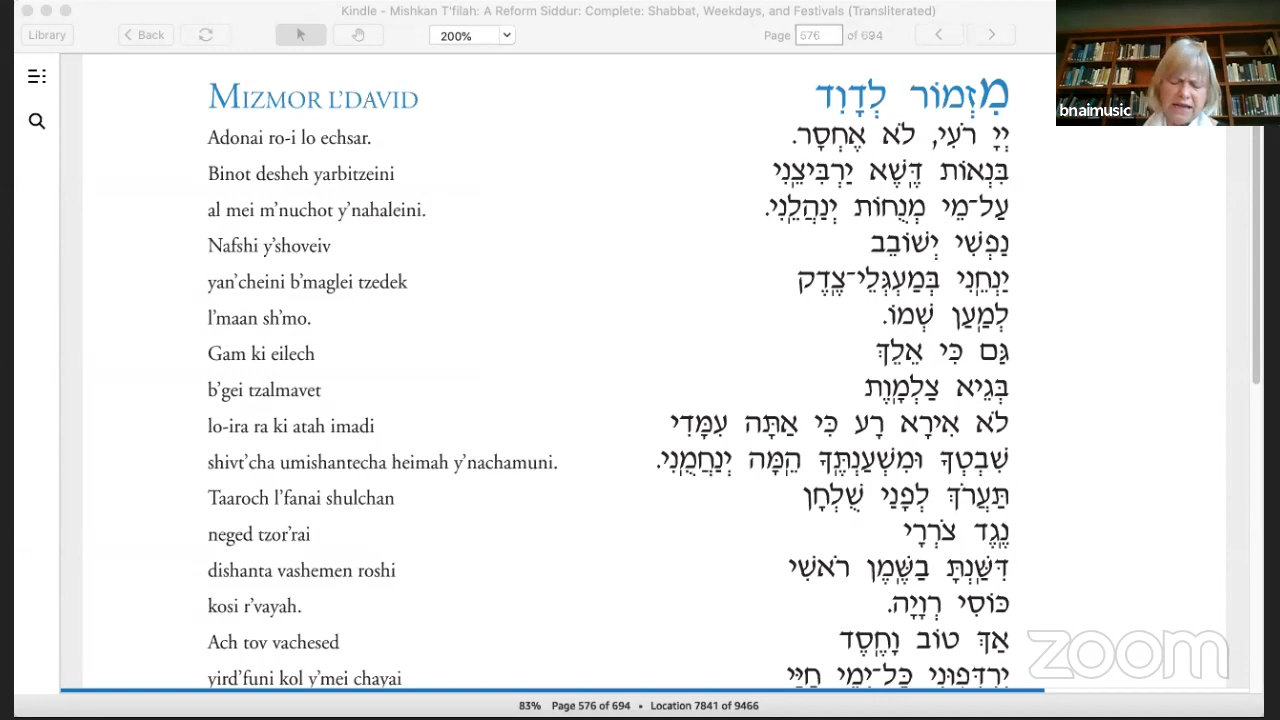 Kindle - Mishkan T'filah: A Reform Siddur: Complete: Shabbat, Weekdays, and Festivals (Transliterated)
Library
Back
200%
Page 576 of 694
bnaimusic
MIZMOR L'DAVID
Adonai ro-i lo echsar.
Binot desheh yarbitzeini
al mei m'nuchot y'nahaleini.
Nafshi y'shoveiv
yan'cheini b'maglei tzedek
l'maan sh'mo.
Gam ki eilech
b'gei tzalmavet
lo-ira ra ki atah imadi
shivt'cha umishantecha heimah y'nachamuni.
Taaroch l'fanai shulchan
neged tzor'rai
dishanta vashemen roshi
kosi r'vayah.
Ach tov vachesed
yird'funi kol y'mei chayai
מִזְמוֹר לְדָוִד
יְיָ רֹעִי, לֹא אֶחְסָר.
בִּנְאוֹת דֶּֽשֶׁא יַרְבִּיצֵֽנִי
עַל־מֵי מְנֻחוֹת יְנַהֲלֵֽנִי.
נַפְשִׁי יְשׁוֹבֵב
יַנְחֵֽנִי בְּמַעְגְּלֵי־צֶֽדֶק
לְמַֽעַן שְׁמוֹ.
גַּם כִּי אֵלֵךְ
בְּגֵיא צַלְמָֽוֶת
לֹא אִירָא רָע כִּי אַתָּה עִמָּדִי
שִׁבְטְךָ וּמִשְׁעַנְתֶּֽךָ הֵֽמָּה יְנַחֲמֻֽנִי.
תַּעֲרֹךְ לְפָנַי שֻׁלְחָן
נֶֽגֶד צֹרְרָי
דִּשַּֽׁנְתָּ בַשֶּֽׁמֶן רֹאשִׁי
כּוֹסִי רְוָיָה.
אַךְ טוֹב וָחֶֽסֶד
יִרְדְּפוּנִי כָּל־יְמֵי חַיַּי
zoom
83% Page 576 of 694 • Location 7841 of 9466